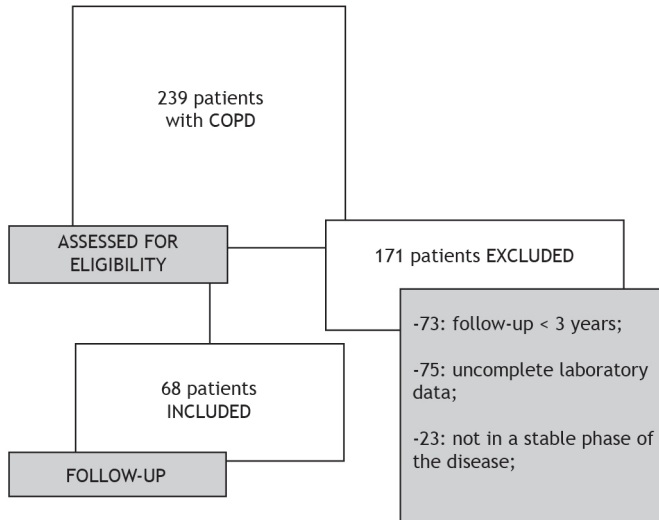 239 patients
with COPD
ASSESSED FOR
ELIGIBILITY
171 patients EXCLUDED
-73: follow-up < 3 years;
-75: uncomplete laboratory
data;
-23: not in a stable phase of
the disease;
68 patients
INCLUDED
FOLLOW-UP